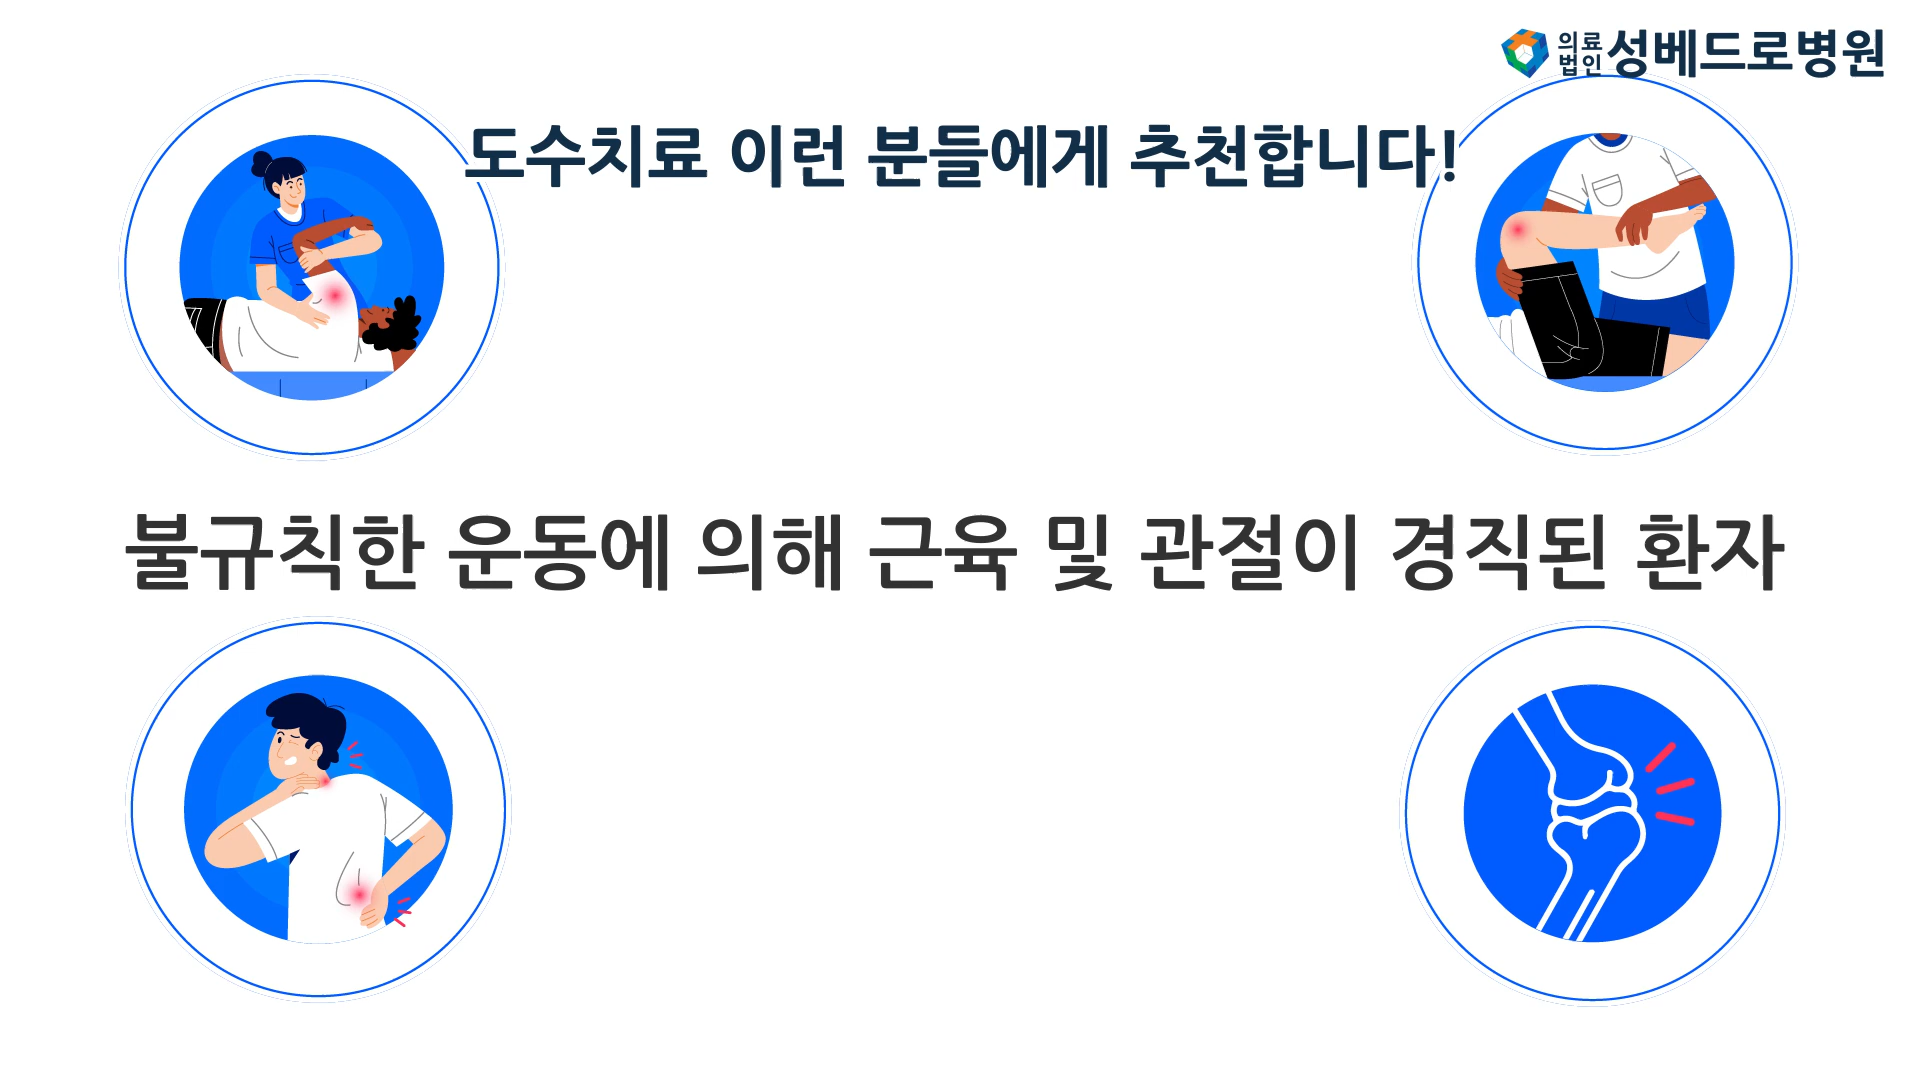 의료
법인 성베드로병원
도수치료 이런 분들에게 추천합니다!
불규칙한 운동에 의해 근육 및 관절이 경직된 환자